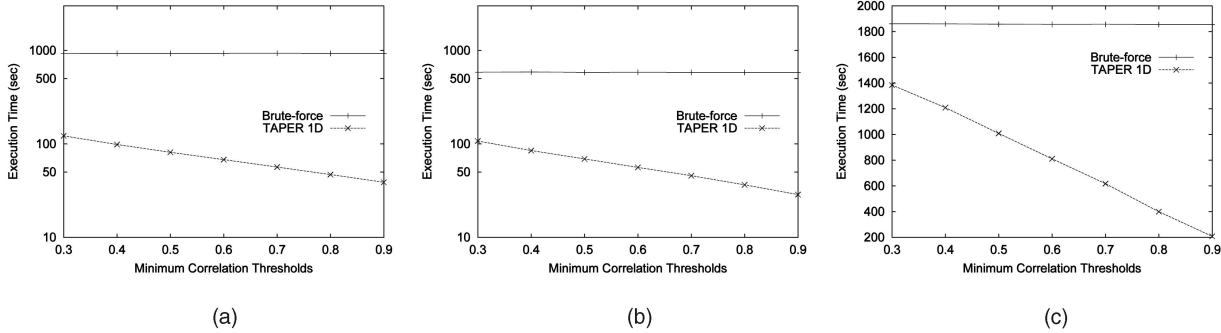 1000
500
100
50
10
Execution Time (sec)
Brute-force
TAPER 1D
0.3 0.4 0.5 0.6 0.7 0.8 0.9
Minimum Correlation Thresholds
(a)
1000
500
100
50
10
Execution Time (sec)
Brute-force
TAPER 1D
0.3 0.4 0.5 0.6 0.7 0.8 0.9
Minimum Correlation Thresholds
(b)
2000
1800
1600
1400
1200
1000
800
600
400
200
Execution Time (sec)
Brute-force
TAPER 1D
0.3 0.4 0.5 0.6 0.7 0.8 0.9
Minimum Correlation Thresholds
(c)